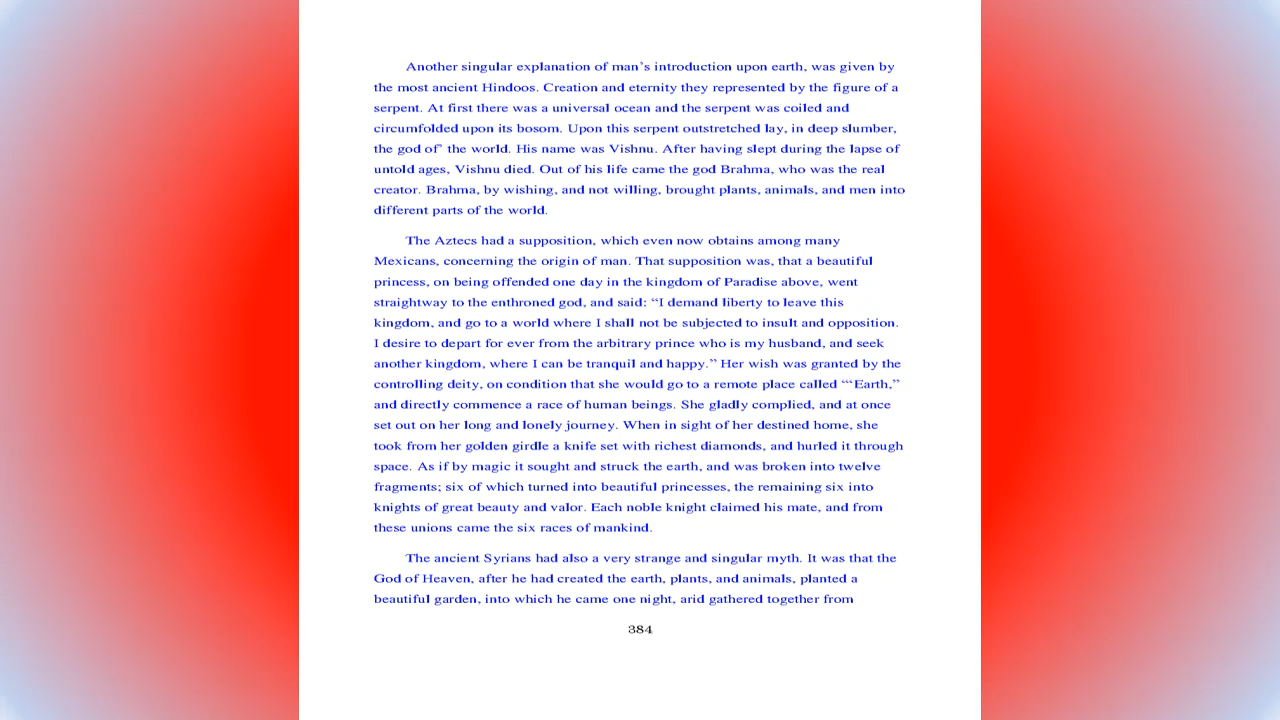 Another singular explanation of man's introduction upon earth, was given by
the most ancient Hindoos. Creation and eternity they represented by the figure of a
serpent. At first there was a universal ocean and the serpent was coiled and
circumfolded upon its bosom. Upon this serpent outstretched lay, in deep slumber,
the god of' the world. His name was Vishnu. After having slept during the lapse of
untold ages, Vishnu died. Out of his life came the god Brahma, who was the real
creator. Brahma, by wishing, and not willing, brought plants, animals, and men into
different parts of the world.
The Aztecs had a supposition, which even now obtains among many
Mexicans, concerning the origin of man. That supposition was, that a beautiful
princess, on being offended one day in the kingdom of Paradise above, went
straightway to the enthroned god, and said: “I demand liberty to leave this
kingdom, and go to a world where I shall not be subjected to insult and opposition.
I desire to depart for ever from the arbitrary prince who is my husband, and seek
another kingdom, where I can be tranquil and happy.” Her wish was granted by the
controlling deity, on condition that she would go to a remote place called “‘Earth,”
and directly commence a race of human beings. She gladly complied, and at once
set out on her long and lonely journey. When in sight of her destined home, she
took from her golden girdle a knife set with richest diamonds, and hurled it through
space. As if by magic it sought and struck the earth, and was broken into twelve
fragments; six of which turned into beautiful princesses, the remaining six into
knights of great beauty and valor. Each noble knight claimed his mate, and from
these unions came the six races of mankind.
The ancient Syrians had also a very strange and singular myth. It was that the
God of Heaven, after he had created the earth, plants, and animals, planted a
beautiful garden, into which he came one night, arid gathered together from
384